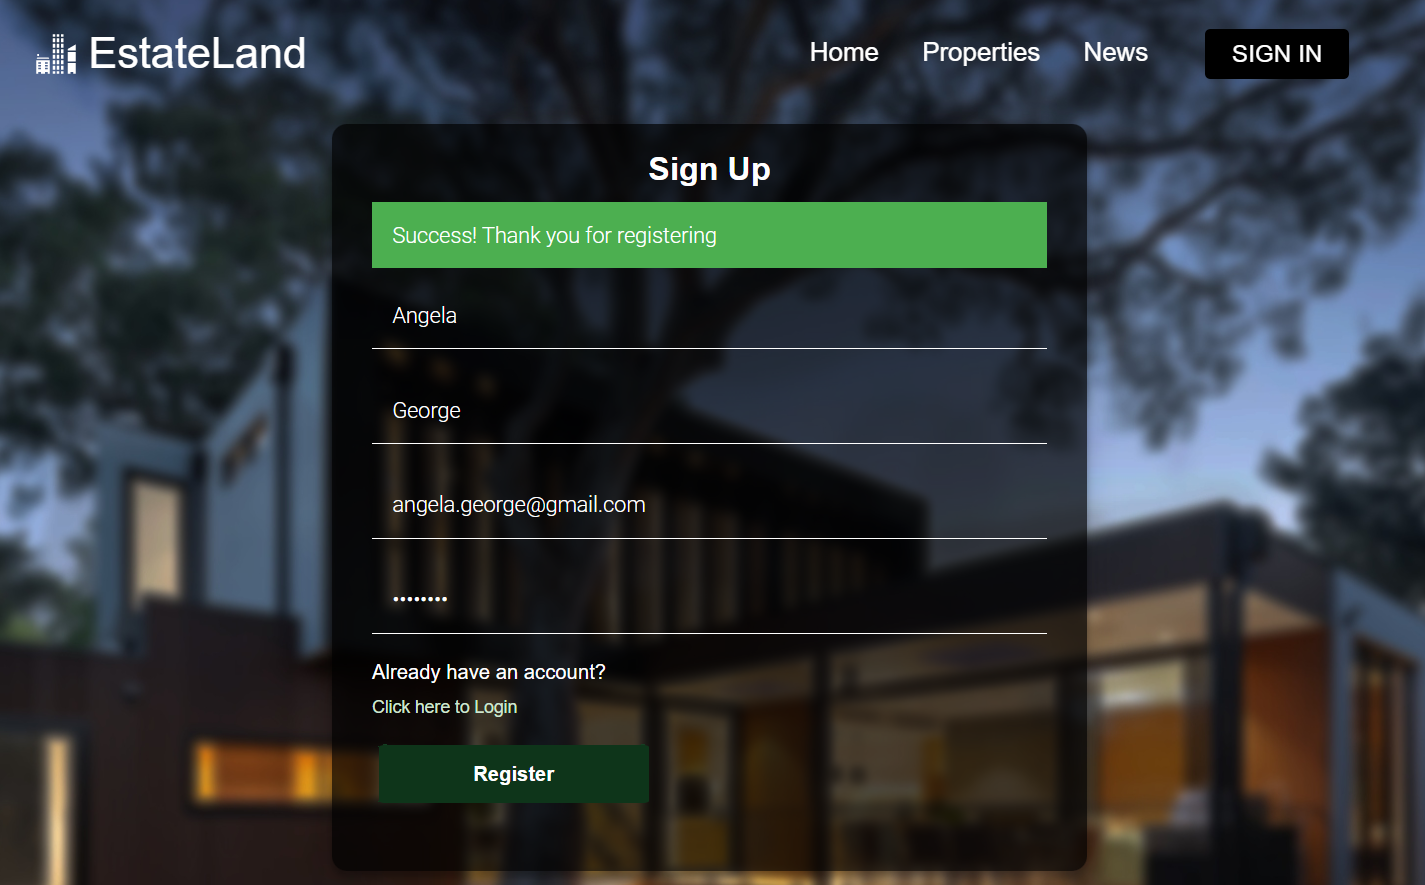 EstateLand
Home
Properties
News
SIGN IN
Sign Up
Success! Thank you for registering
Angela
George
angela.george@gmail.com
••••••••
Already have an account?
Click here to Login
Register